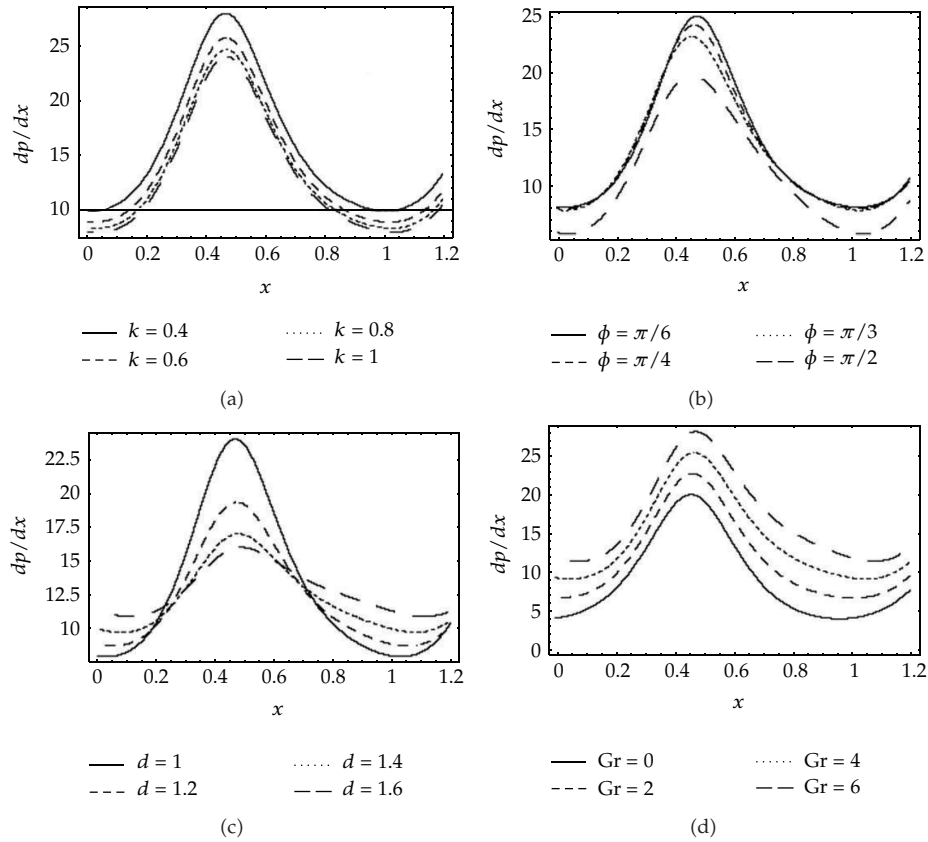 25
20
15
10
dp/dx
0 0.2 0.4 0.6 0.8 1 1.2
x
k = 0.4
k = 0.6
k = 0.8
k = 1
(a)
25
20
15
10
dp/dx
0 0.2 0.4 0.6 0.8 1 1.2
x
ϕ = π/6
ϕ = π/4
ϕ = π/3
ϕ = π/2
(b)
22.5
20
17.5
15
12.5
10
dp/dx
0 0.2 0.4 0.6 0.8 1 1.2
x
d = 1
d = 1.2
d = 1.4
d = 1.6
(c)
30
25
20
15
10
5
0
dp/dx
0 0.2 0.4 0.6 0.8 1 1.2
x
Gr = 0
Gr = 2
Gr = 4
Gr = 6
(d)